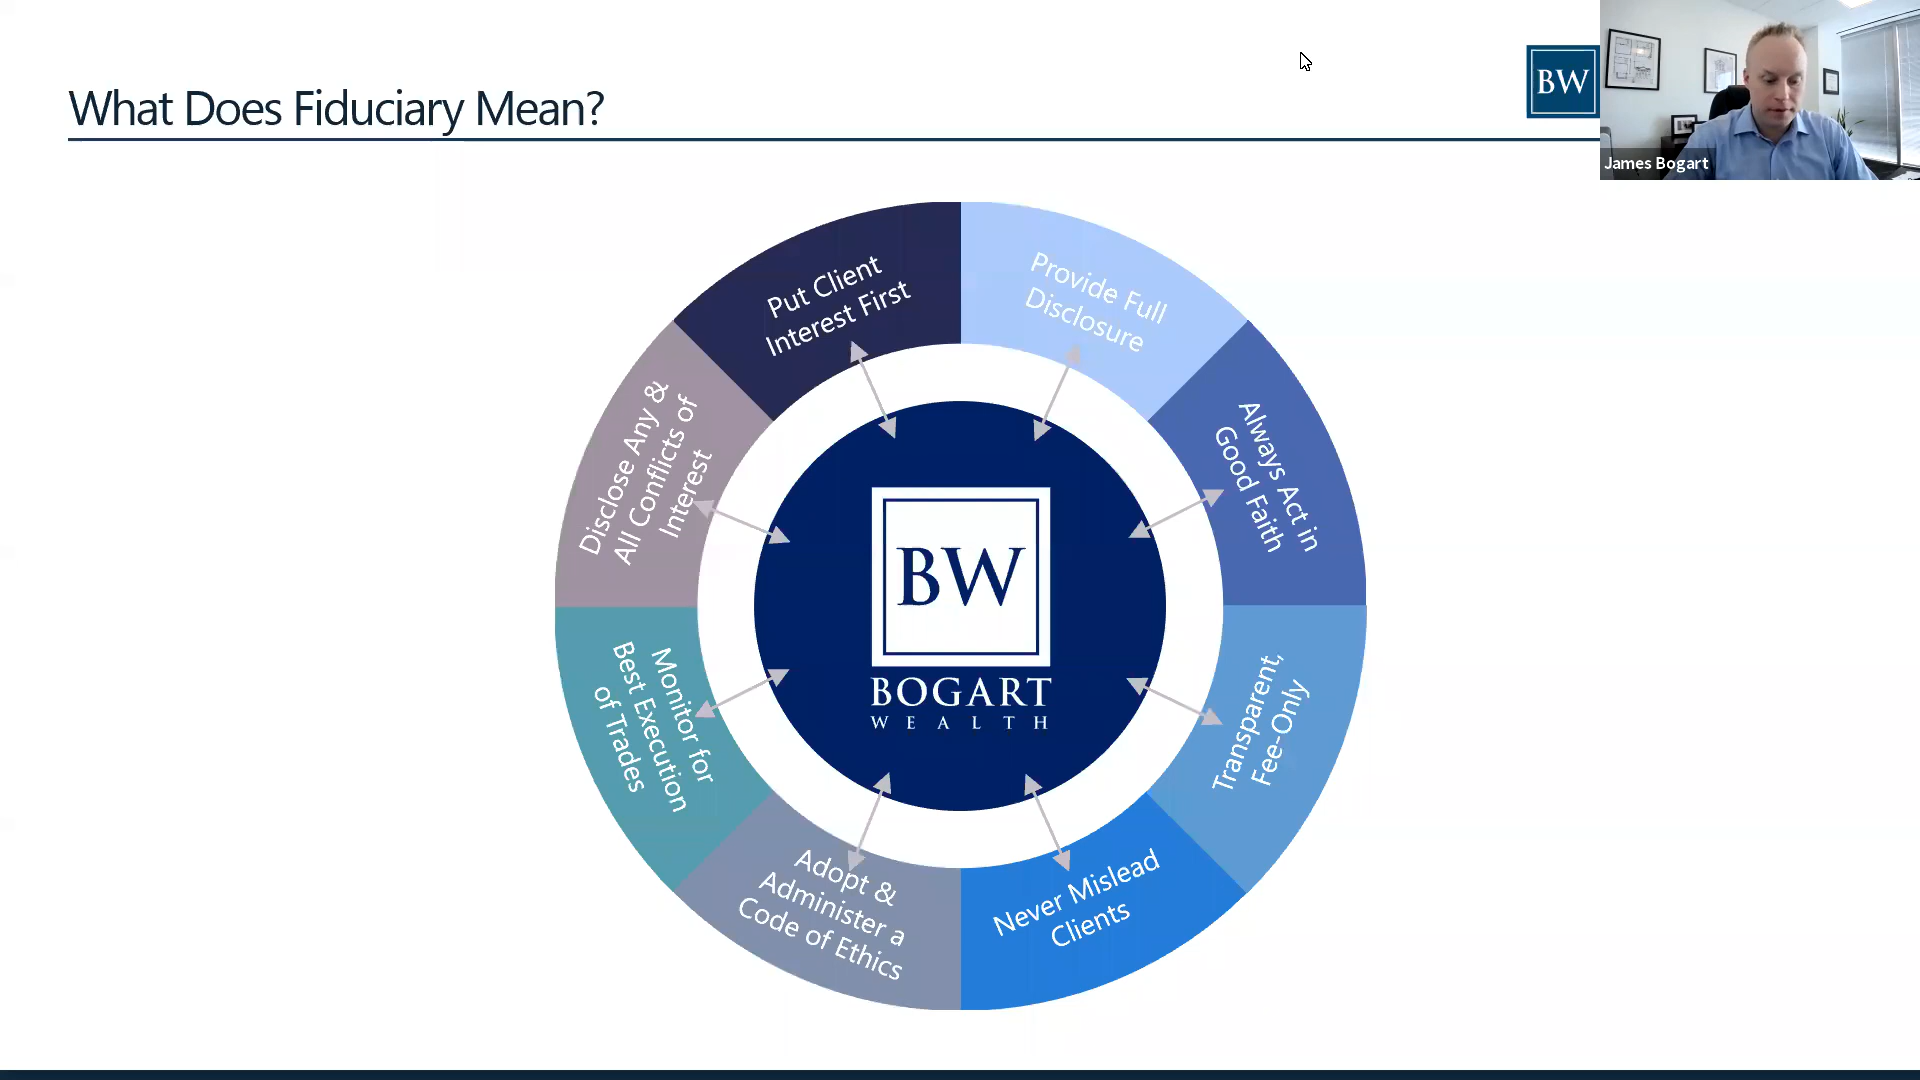 What Does Fiduciary Mean?
BW
James Bogart
Put Client
Interest First
Provide Full
Disclosure
Always Act in
Good Faith
Transparent,
Fee-Only
Never Mislead
Clients
Adopt &
Administer a
Code of Ethics
Monitor for
Best Execution
of Trades
Disclose Any &
All Conflicts of
Interest
BW
BOGART
WEALTH